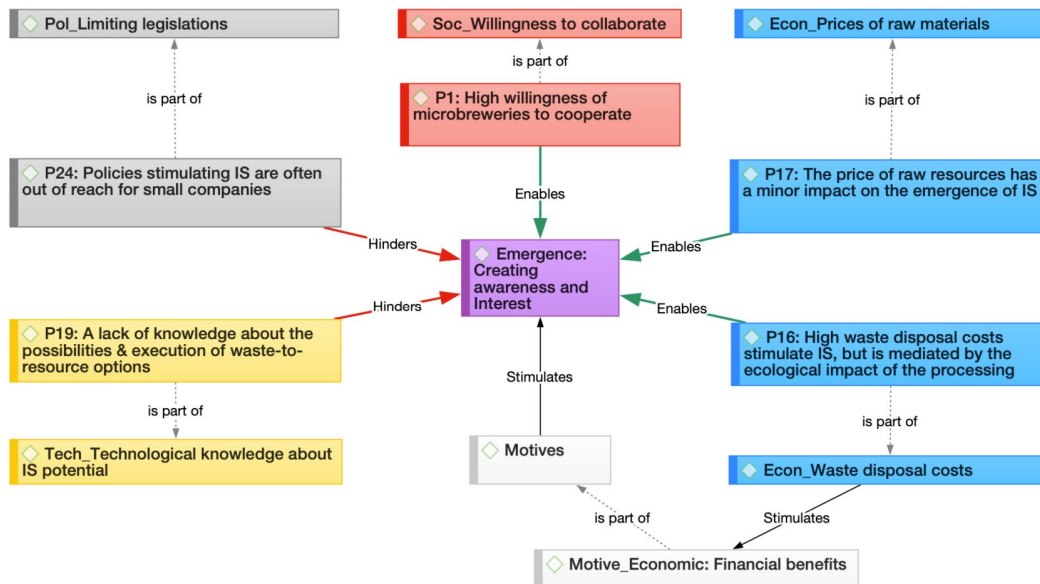 Pol_Limiting legislations
Soc_Willingness to collaborate
Econ_Prices of raw materials
is part of
is part of
is part of
P1: High willingness of
microbreweries to cooperate
P24: Policies stimulating IS are often
out of reach for small companies
P17: The price of raw resources has
a minor impact on the emergence of IS
Enables
Hinders
Enables
Emergence:
Creating
awareness and
Interest
Hinders
Enables
P19: A lack of knowledge about the
possibilities & execution of waste-to-
resource options
P16: High waste disposal costs
stimulate IS, but is mediated by the
ecological impact of the processing
Stimulates
is part of
is part of
Tech_Technological knowledge about
IS potential
Motives
Econ_Waste disposal costs
is part of
Stimulates
Motive_Economic: Financial benefits